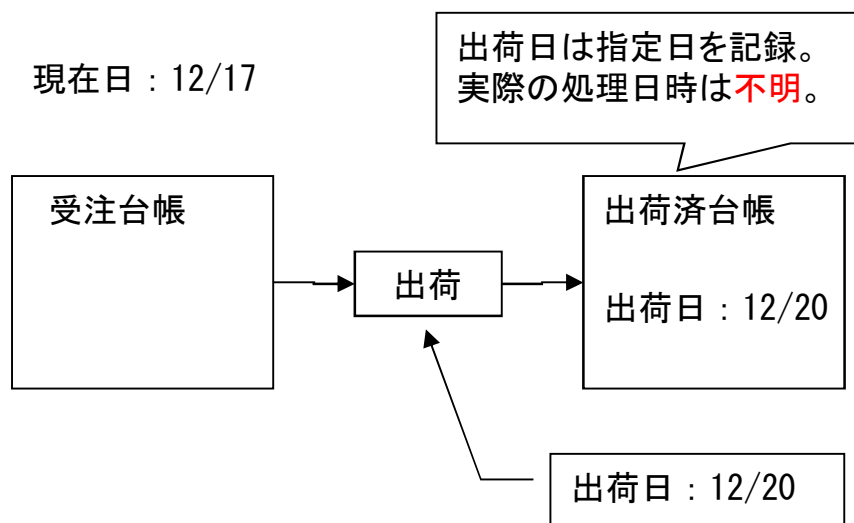 出荷日は指定日を記録。
実際の処理日時は不明。
現在日：12/17
受注台帳
出荷
出荷済台帳
出荷日：12/20
出荷日：12/20